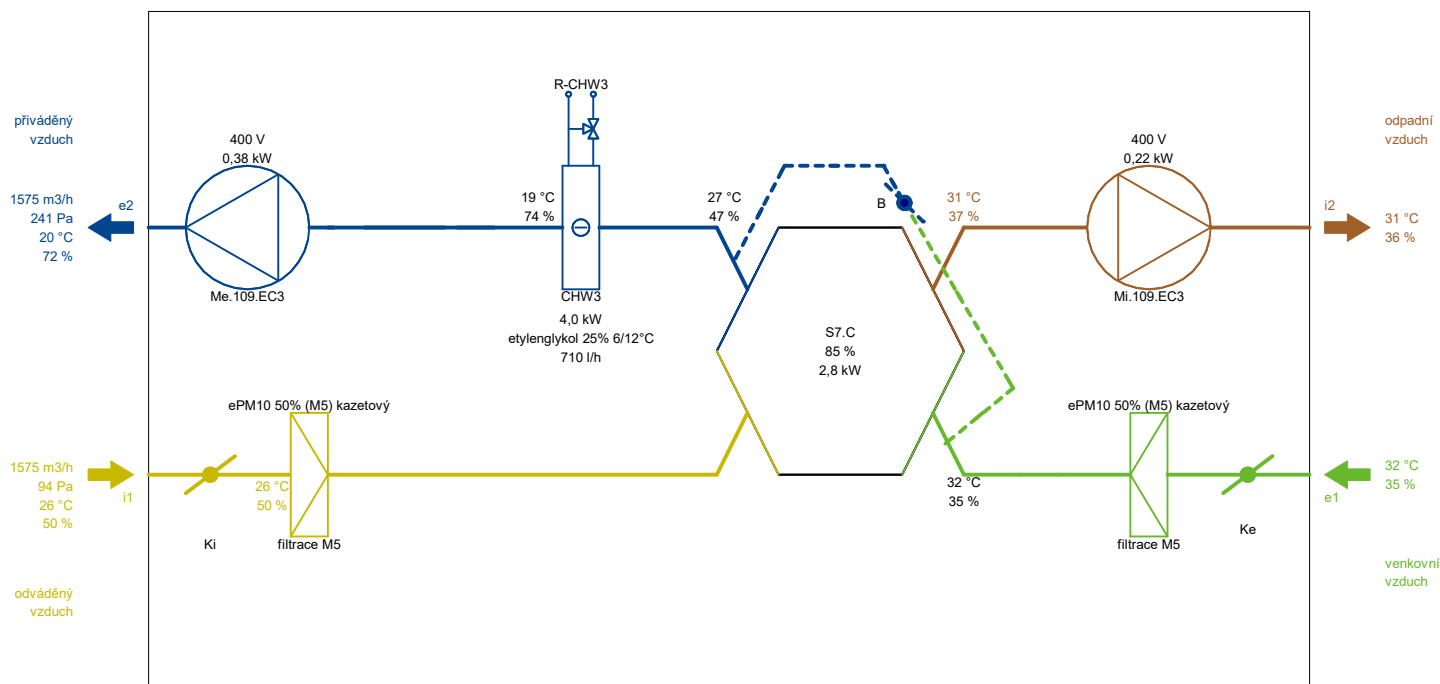 R-CHW3
přiváděný
vzduch
400 V
0,38 kW
400 V
0,22 kW
odpadní
vzduch
1575 m3/h
241 Pa
20 °C
72 %
e2
19 °C
74 %
27 °C
47 %
B
31 °C
37 %
i2
31 °C
36 %
Me.109.EC3
CHW3
Mi.109.EC3
4,0 kW
etylenglykol 25% 6/12°C
710 l/h
S7.C
85 %
2,8 kW
ePM10 50% (M5) kazetový
ePM10 50% (M5) kazetový
1575 m3/h
94 Pa
26 °C
50 %
i1
26 °C
50 %
32 °C
35 %
32 °C
35 %
e1
Ki
filtrace M5
filtrace M5
Ke
odváděný
vzduch
venkovní
vzduch